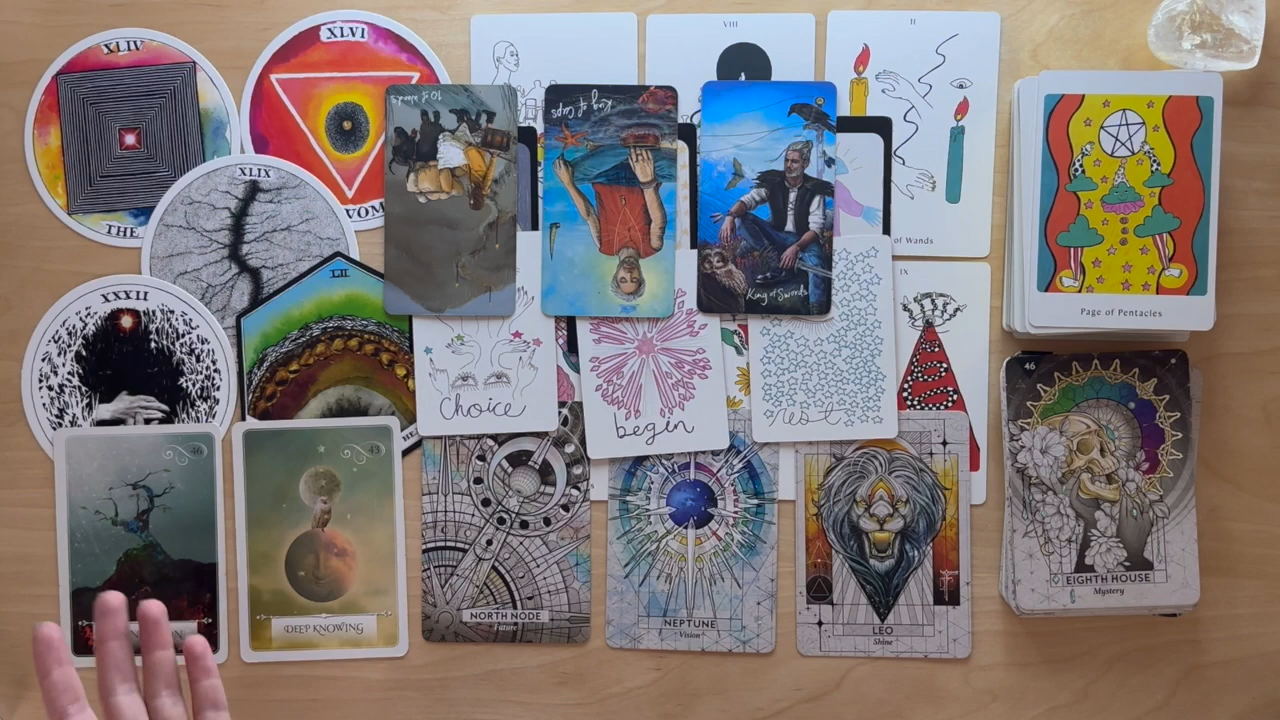 XLIV
THE
XLVI
VOM
XLIX
XXXII
LII
10 of Wands
King of Cups
King of Swords
VIII
II
of Wands
IX
choice
begin
rest
46
43
DEEP KNOWING
NORTH NODE
Future
NEPTUNE
Vision
LEO
Shine
Page of Pentacles
46
EIGHTH HOUSE
Mystery